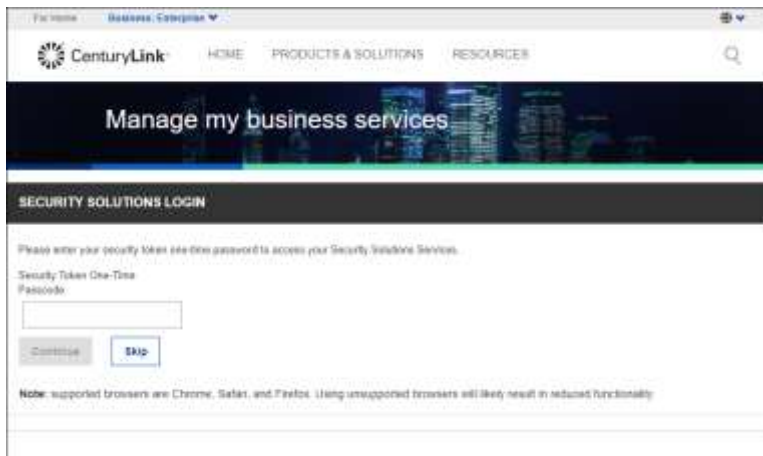 For Home Business, Enterprise
CenturyLink HOME PRODUCTS & SOLUTIONS RESOURCES
Manage my business services
SECURITY SOLUTIONS LOGIN
Please enter your security token one-time password to access your Security Solutions Services.
Security Token One-Time
Passcode
Continue Skip
Note: supported browsers are Chrome, Safari, and Firefox. Using unsupported browsers will likely result in reduced functionality